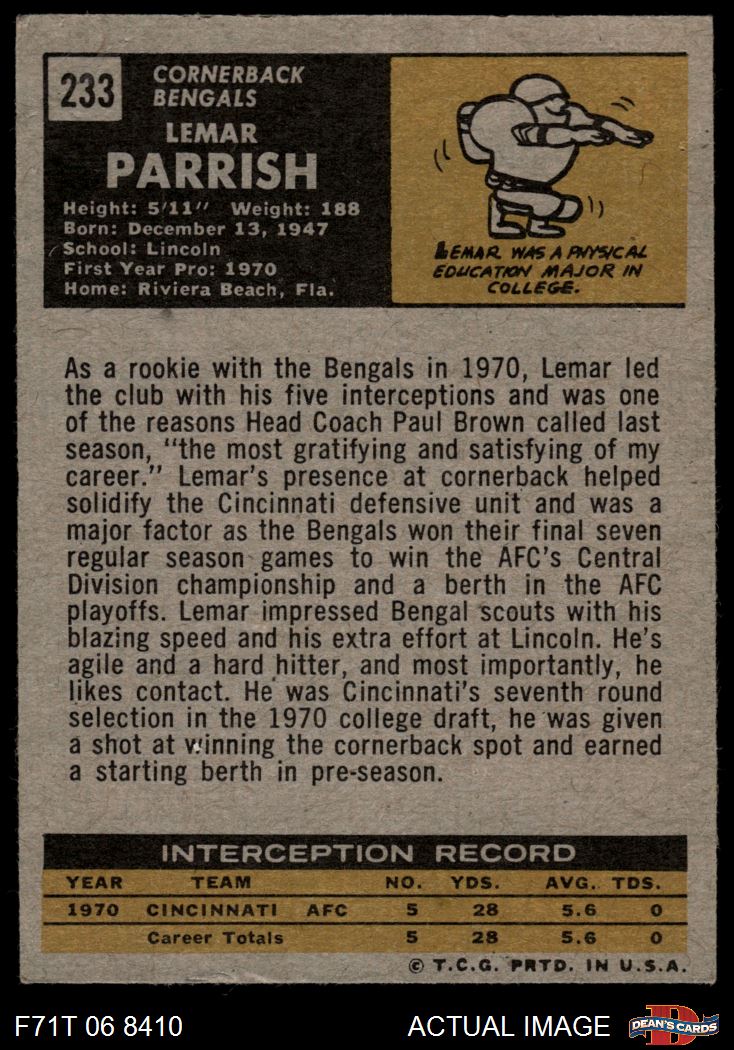 233
CORNERBACK
BENGALS
LEMAR
PARRISH
Height: 5'11" Weight: 188
Born: December 13, 1947
School: Lincoln
First Year Pro: 1970
Home: Riviera Beach, Fla.
LEMAR WAS A PHYSICAL
EDUCATION MAJOR IN
COLLEGE.
As a rookie with the Bengals in 1970, Lemar led
the club with his five interceptions and was one
of the reasons Head Coach Paul Brown called last
season, "the most gratifying and satisfying of my
career." Lemar's presence at cornerback helped
solidify the Cincinnati defensive unit and was a
major factor as the Bengals won their final seven
regular season games to win the AFC's Central
Division championship and a berth in the AFC
playoffs. Lemar impressed Bengal scouts with his
blazing speed and his extra effort at Lincoln. He's
agile and a hard hitter, and most importantly, he
likes contact. He was Cincinnati's seventh round
selection in the 1970 college draft, he was given
a shot at winning the cornerback spot and earned
a starting berth in pre-season.
INTERCEPTION RECORD
YEAR TEAM NO. YDS. AVG. TDS.
1970 CINCINNATI AFC 5 28 5.6 0
Career Totals 5 28 5.6 0
© T.C.G. PRTD. IN U.S.A.
F71T 06 8410 ACTUAL IMAGE D DEAN'S CARDS